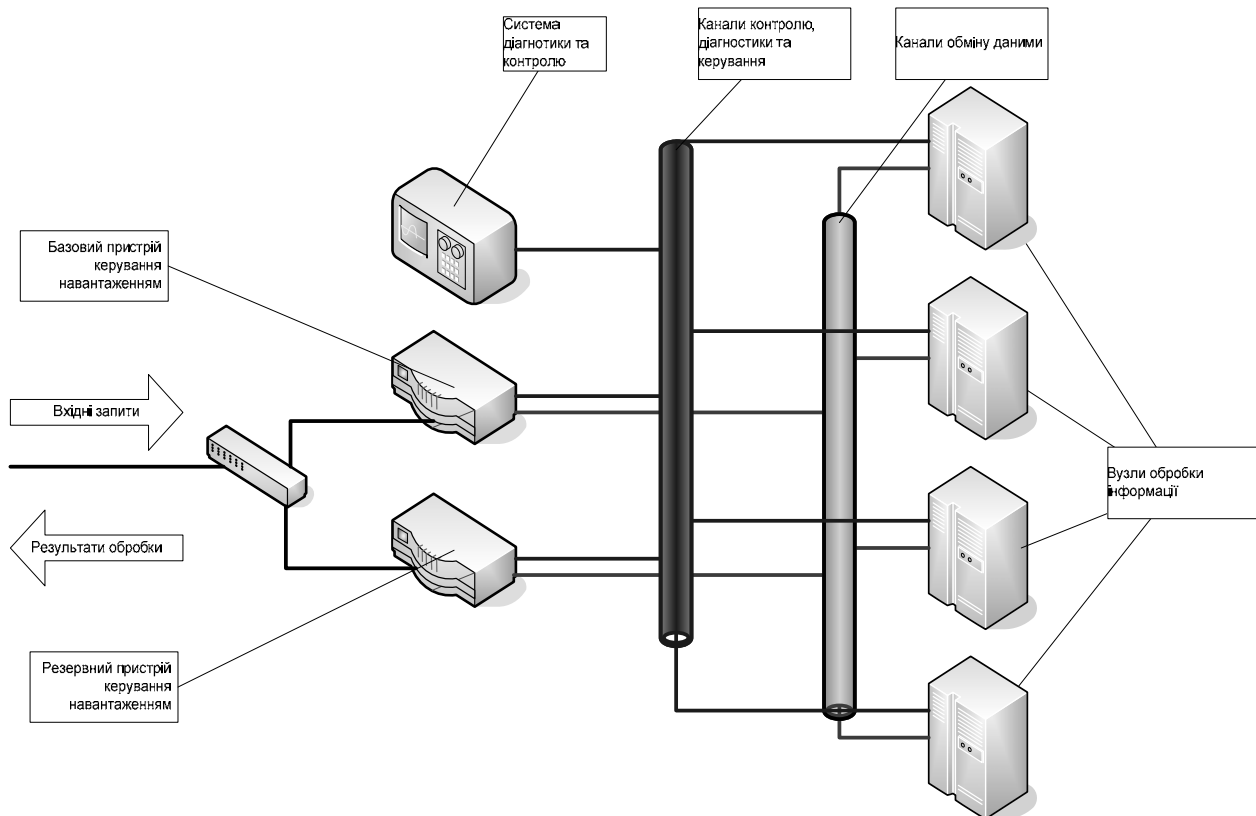 Система
діагнотики та
контролю
Канали контролю,
діагностики та
керування
Канали обміну даними
Базовий пристрій
керування
навантаженням
Вхідні запити
Вузли обробки
інформації
Результати обробки
Резервний пристрій
керування
навантаженням